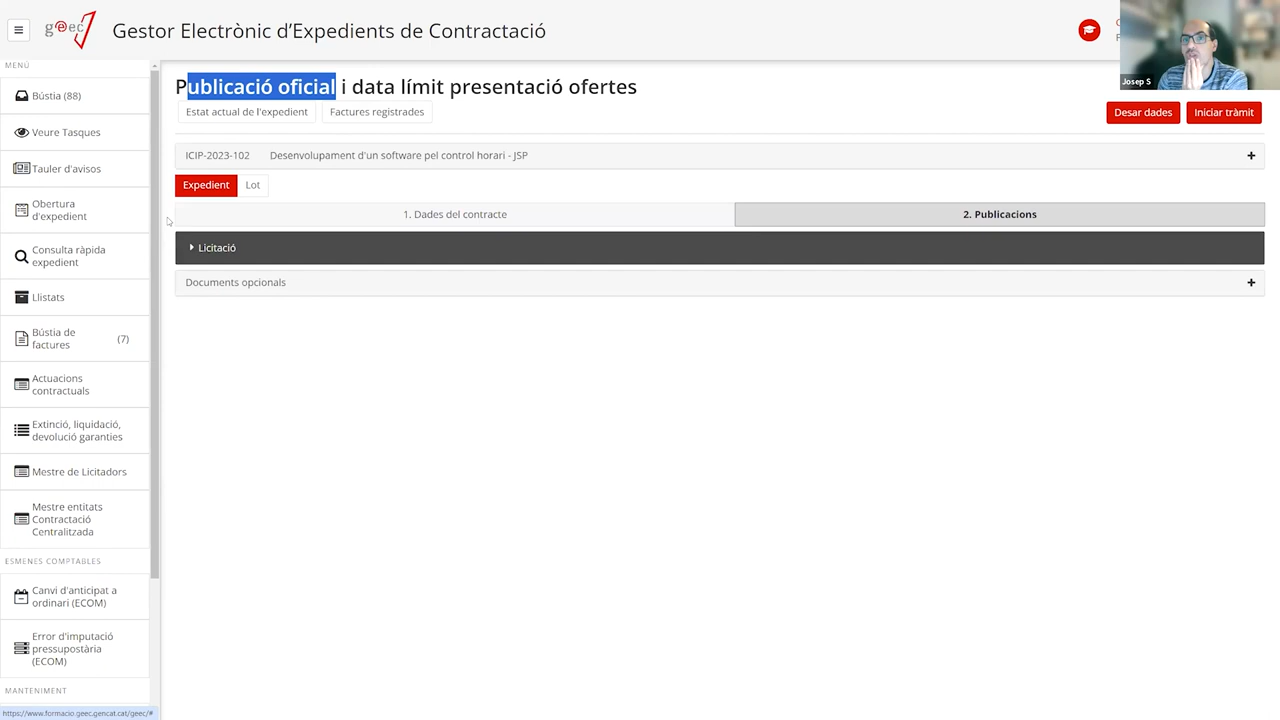 geec
Gestor Electrònic d'Expedients de Contractació
Josep S
MENÚ
Bústia (88)
Veure Tasques
Tauler d'avisos
Obertura
d'expedient
Consulta ràpida
expedient
Llistats
Bústia de
factures
(7)
Actuacions
contractuals
Extinció, liquidació,
devolució garanties
Mestre de Licitadors
Mestre entitats
Contractació
Centralitzada
ESMENES COMPTABLES
Canvi d'anticipat a
ordinari (ECOM)
Error d'imputació
pressupostària
(ECOM)
MANTENIMENT
https://www.formacio.geec.gencat.cat/geec/#
Publicació oficial i data límit presentació ofertes
Estat actual de l'expedient
Factures registrades
Desar dades
Iniciar tràmit
ICIP-2023-102 Desenvolupament d'un software pel control horari - JSP
Expedient
Lot
1. Dades del contracte
2. Publicacions
Licitació
Documents opcionals